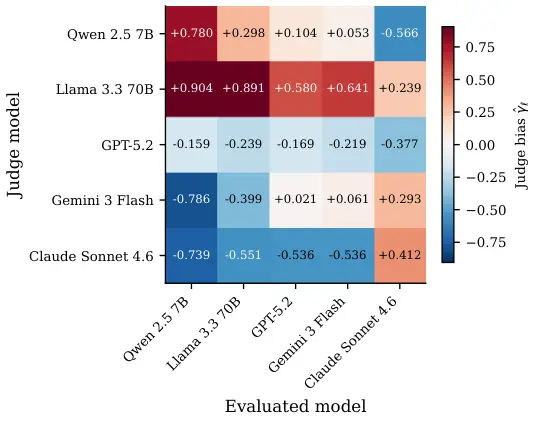 Judge model
Qwen 2.5 7B +0.780 +0.298 +0.104 +0.053 -0.566
Llama 3.3 70B +0.904 +0.891 +0.580 +0.641 +0.239
GPT-5.2 -0.159 -0.239 -0.169 -0.219 -0.377
Gemini 3 Flash -0.786 -0.399 +0.021 +0.061 +0.293
Claude Sonnet 4.6 -0.739 -0.551 -0.536 -0.536 +0.412
Qwen 2.5 7B
Llama 3.3 70B
GPT-5.2
Gemini 3 Flash
Claude Sonnet 4.6
Evaluated model
0.75
0.50
0.25
0.00
−0.25
−0.50
−0.75
Judge bias γ̂ℓ